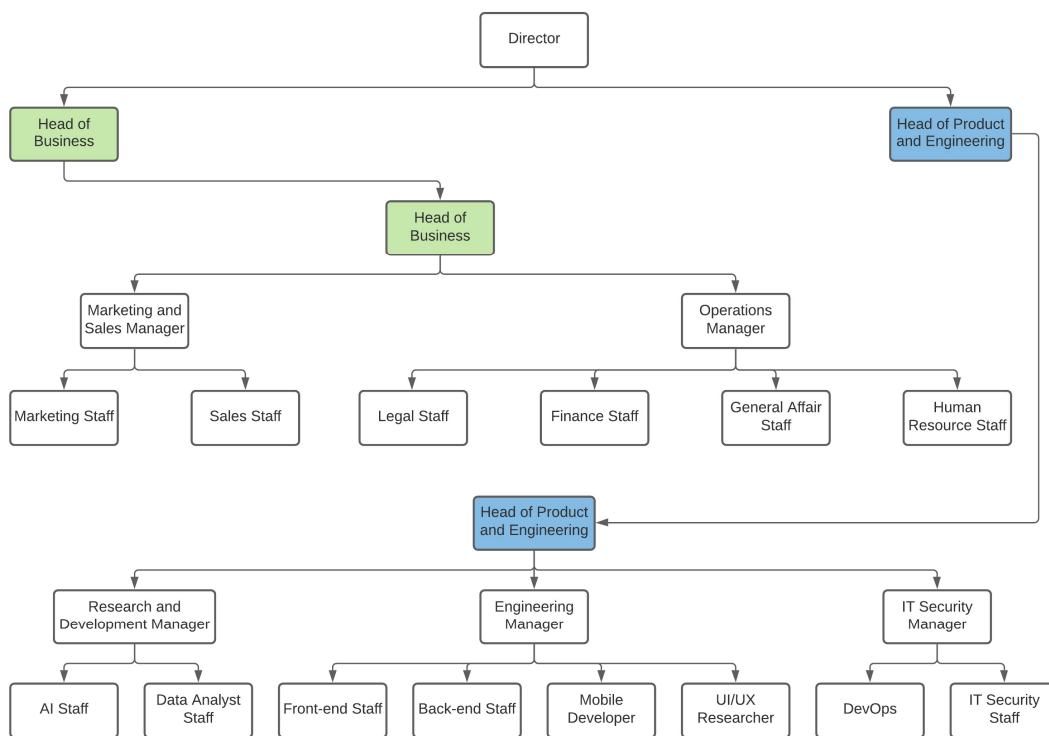 Director
Head of
Business
Head of Product
and Engineering
Head of
Business
Marketing and
Sales Manager
Operations
Manager
Marketing Staff
Sales Staff
Legal Staff
Finance Staff
General Affair
Staff
Human
Resource Staff
Head of Product
and Engineering
Research and
Development Manager
Engineering
Manager
IT Security
Manager
AI Staff
Data Analyst
Staff
Front-end Staff
Back-end Staff
Mobile
Developer
UI/UX
Researcher
DevOps
IT Security
Staff